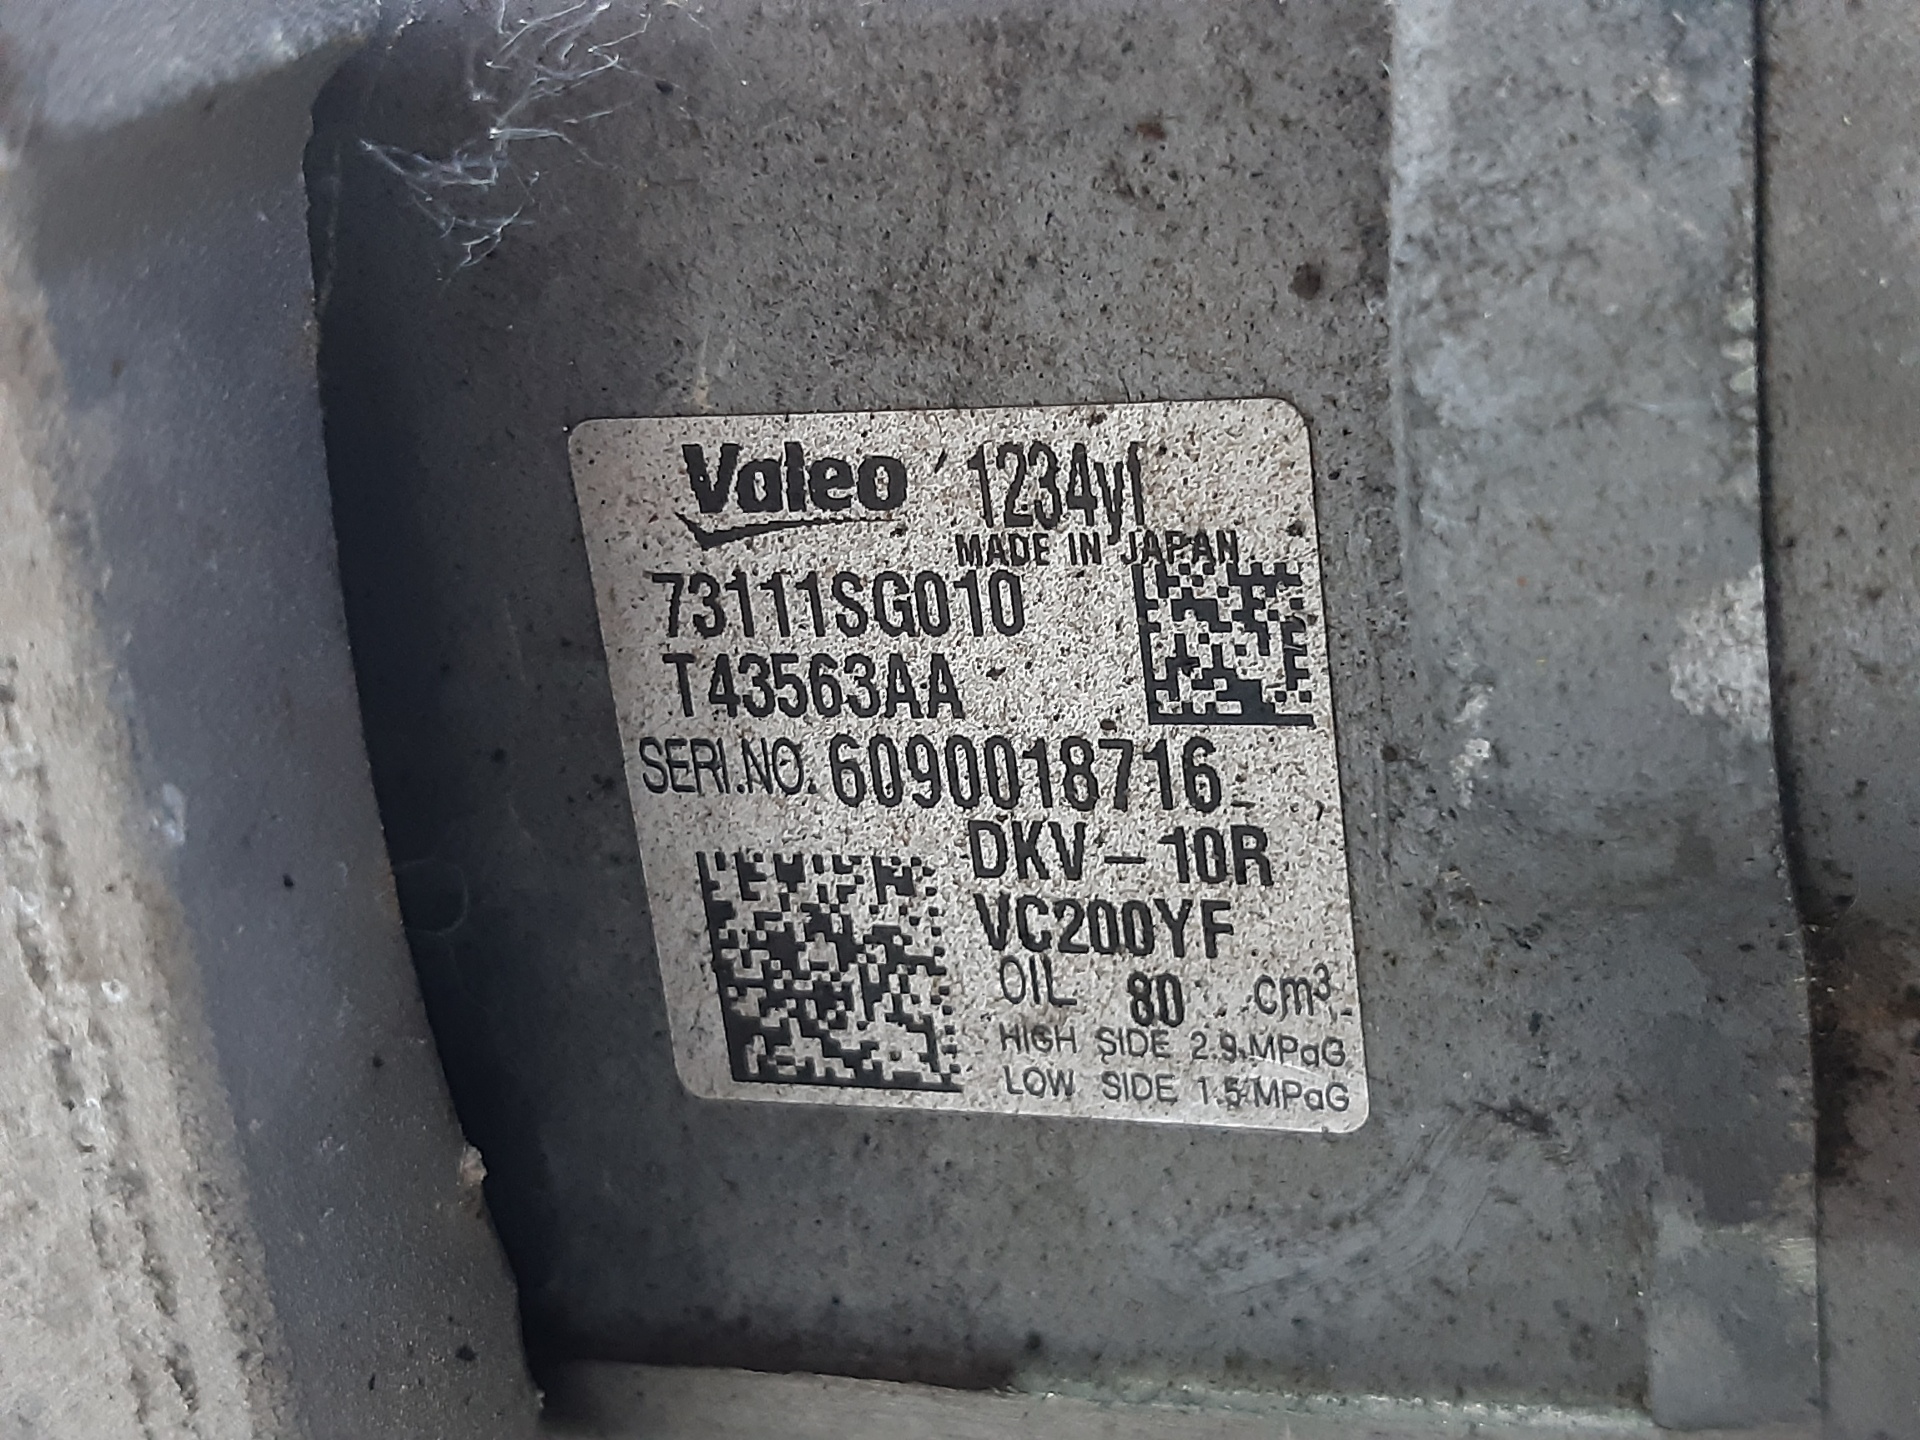 Valeo 1234yf
MADE IN JAPAN
73111SG010
T43563AA
SERI.NO. 6090018716
DKV-10R
VC200YF
OIL 80 cm³
HIGH SIDE 2.9 MPaG
LOW SIDE 1.5 MPaG